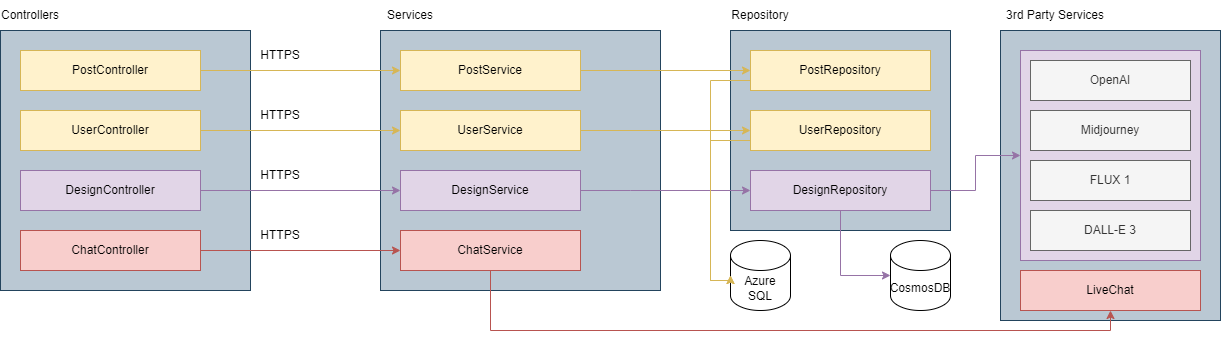 Controllers
Services
Repository
3rd Party Services
HTTPS
PostController
PostService
PostRepository
OpenAI
HTTPS
UserController
UserService
UserRepository
Midjourney
HTTPS
DesignController
DesignService
DesignRepository
FLUX 1
HTTPS
DALL-E 3
ChatController
ChatService
Azure
SQL
CosmosDB
LiveChat